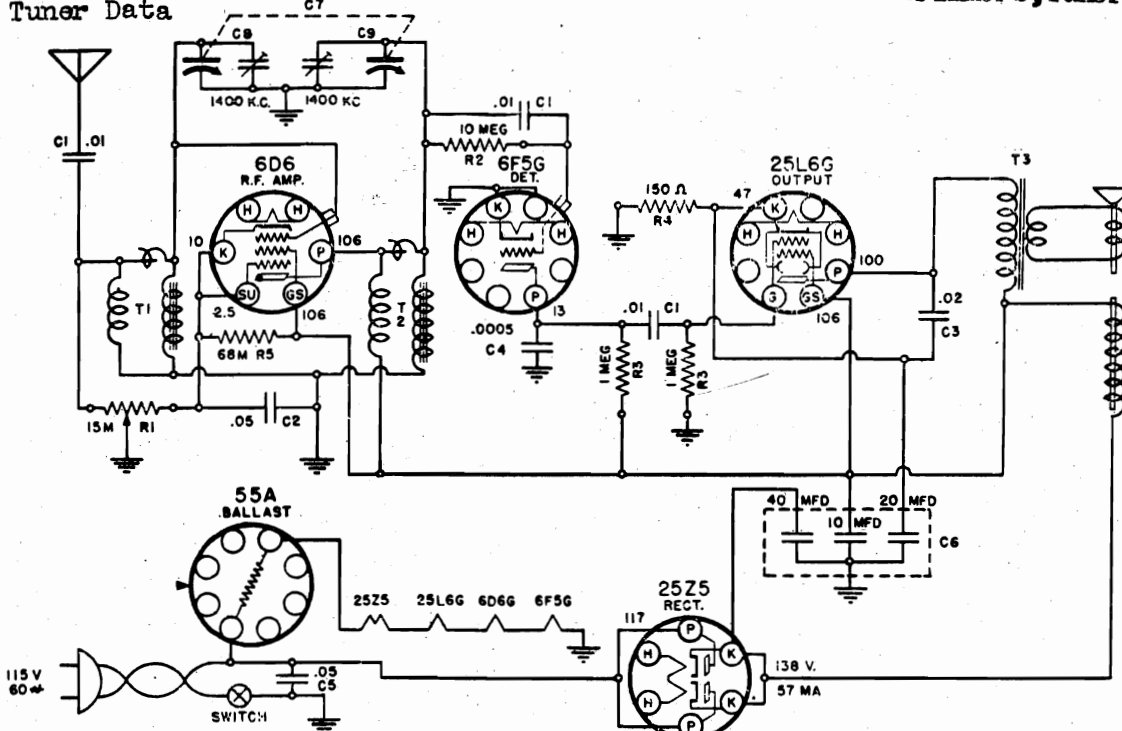 Tuner Data
C7
C8
C9
1400 K.C.
1400 KC
C1 .01
.01 C1
10 MEG
R2
6D6
R.F. AMP.
H H
K
P
SU
GS
10
106
2.5
106
68M R5
T1
T
2
15M R1
.05 C2
6F5G
DET.
K
H
H
P
13
.0005
C4
.01 C1
1 MEG
R3
1 MEG
R3
150 Ω
R4
25L6G
OUTPUT
47
K
H
H
P
G
GS
100
106
T3
.02
C3
55A
BALLAST
25Z5 25L6G 6D6G 6F5G
115 V
60
SWITCH
.05
C5
40 MFD
10 MFD
20 MFD
C6
25Z5
RECT.
117
P
H
K
H
K
P
138 V.
57 MA